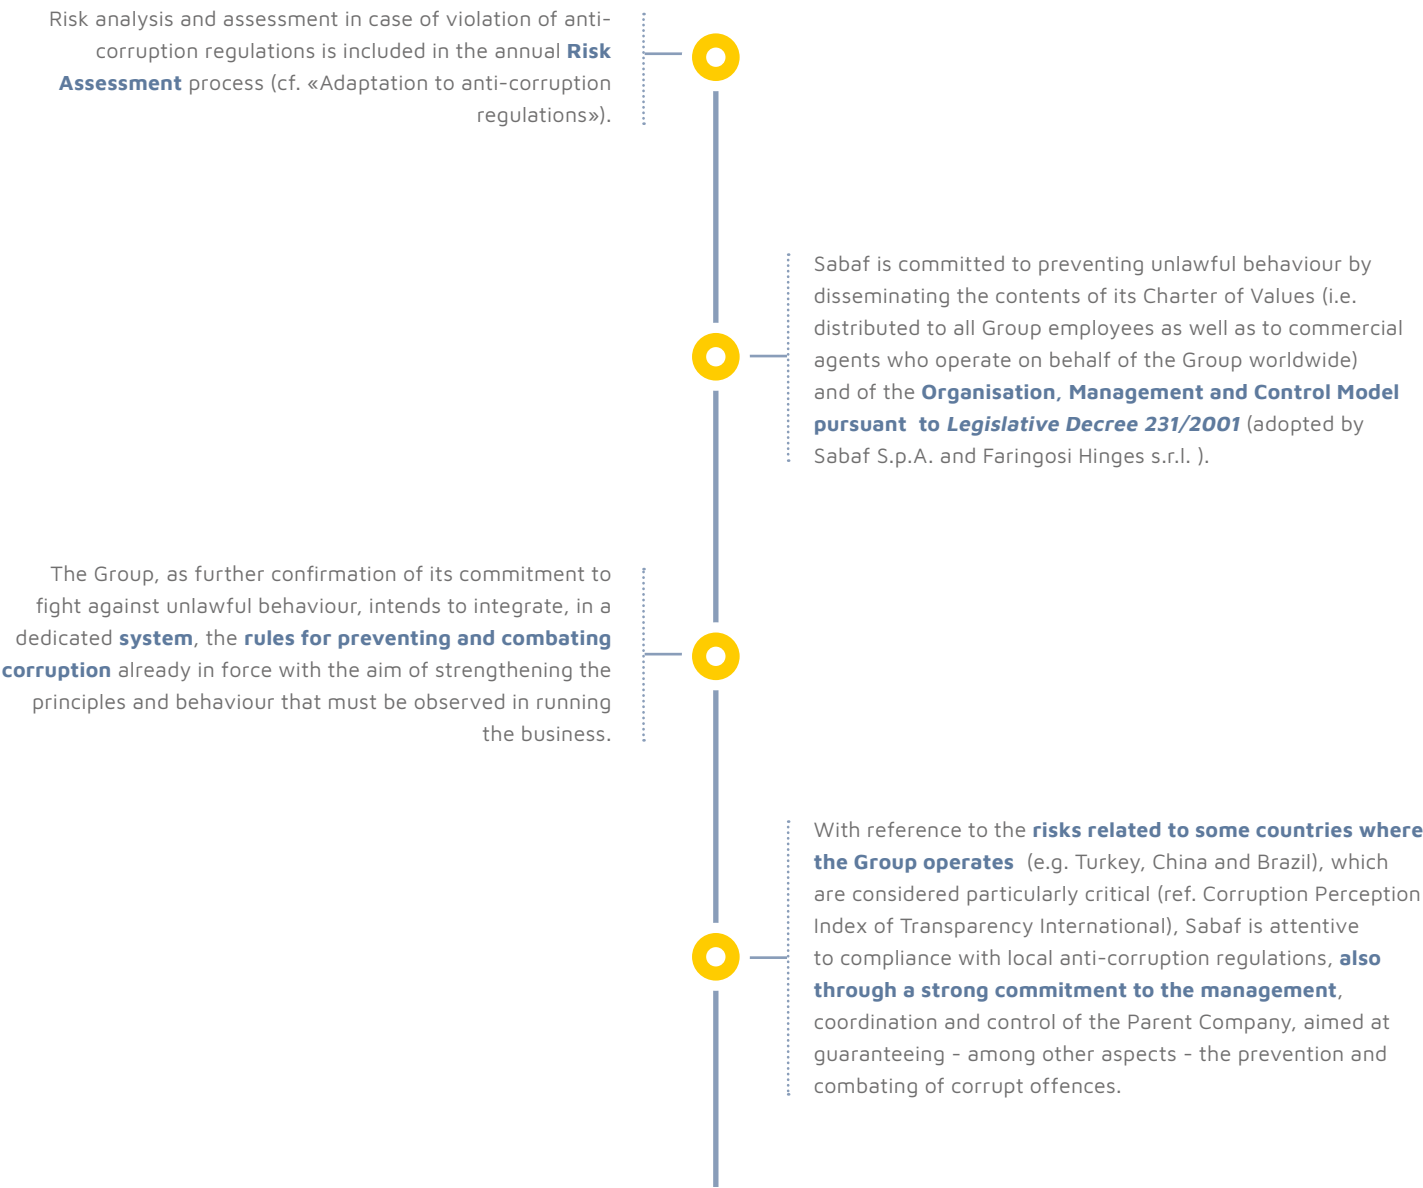 Risk analysis and assessment in case of violation of anti-
corruption regulations is included in the annual Risk
Assessment process (cf. «Adaptation to anti-corruption
regulations»).
Sabaf is committed to preventing unlawful behaviour by
disseminating the contents of its Charter of Values (i.e.
distributed to all Group employees as well as to commercial
agents who operate on behalf of the Group worldwide)
and of the Organisation, Management and Control Model
pursuant  to Legislative Decree 231/2001 (adopted by
Sabaf S.p.A. and Faringosi Hinges s.r.l. ).
The Group, as further confirmation of its commitment to
fight against unlawful behaviour, intends to integrate, in a
dedicated system, the rules for preventing and combating
corruption already in force with the aim of strengthening the
principles and behaviour that must be observed in running
the business.
With reference to the risks related to some countries where
the Group operates  (e.g. Turkey, China and Brazil), which
are considered particularly critical (ref. Corruption Perception
Index of Transparency International), Sabaf is attentive
to compliance with local anti-corruption regulations, also
through a strong commitment to the management,
coordination and control of the Parent Company, aimed at
guaranteeing - among other aspects - the prevention and
combating of corrupt offences.